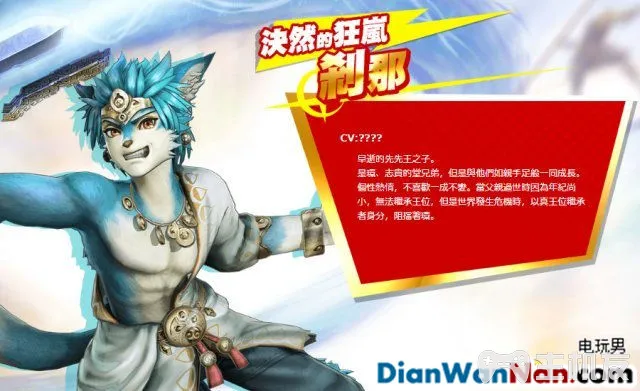 決然的狂嵐
剎那
CV:????
早逝的先先王之子。
是環、志貴的堂兄弟，但是與他們如親手足般一同成長。
個性熱情，不喜歡一成不變。當父親過世時因為年紀尚
小，無法繼承王位，但是世界發生危機時，以真王位繼承
者身分，阻擋著環。
电玩男
DianWanNan.com